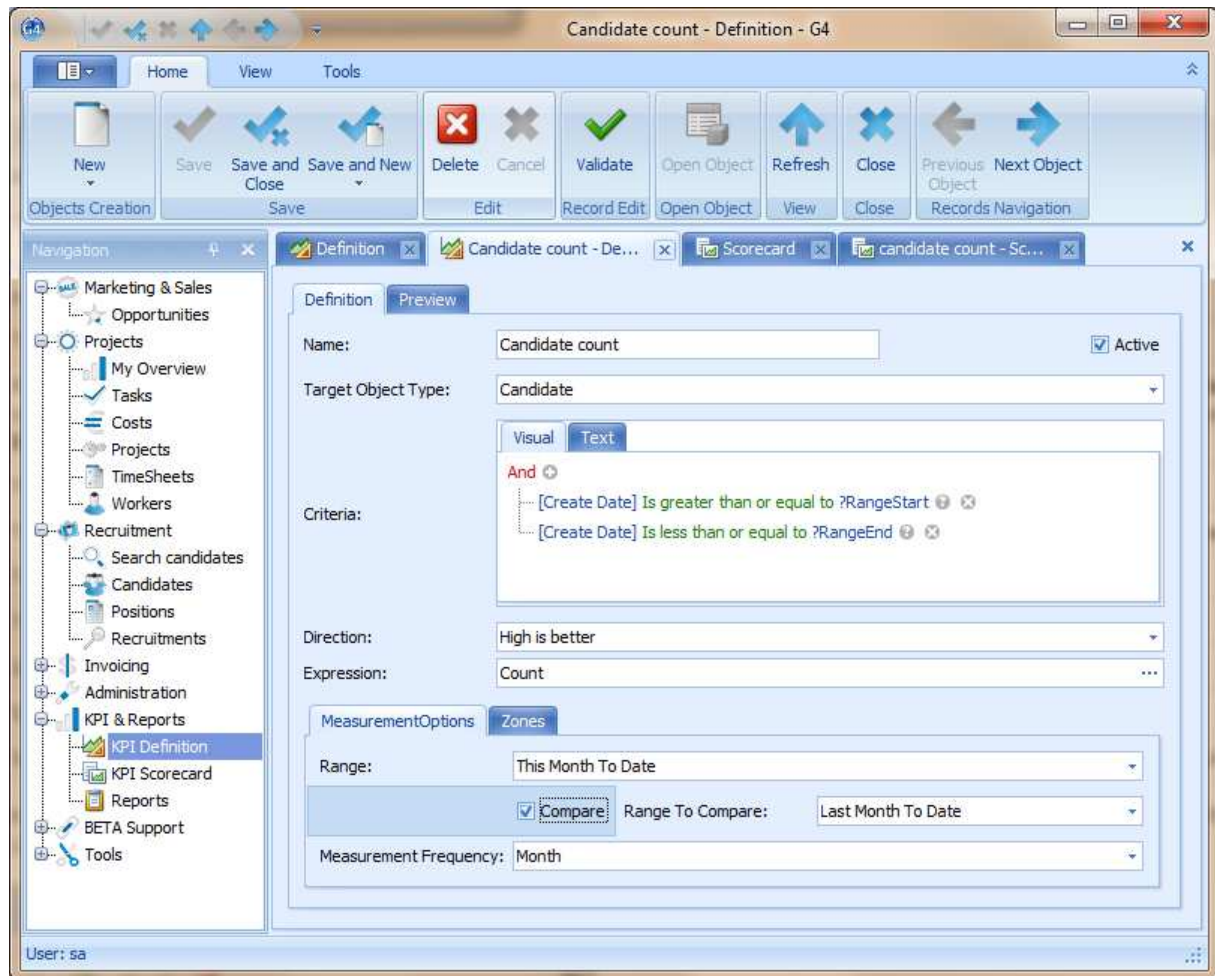 G4
Candidate count - Definition - G4
Home View Tools
New Save Save and Close Save and New Delete Cancel Validate Open Object Refresh Close Previous Object Next Object
Objects Creation Save Edit Record Edit Open Object View Close Records Navigation
Navigation
Definition Candidate count - De... Scorecard candidate count - Sc...
SALE Marketing & Sales
Opportunities
Projects
My Overview
Tasks
Costs
Projects
TimeSheets
Workers
Recruitment
Search candidates
Candidates
Positions
Recruitments
Invoicing
Administration
KPI & Reports
KPI Definition
KPI Scorecard
Reports
BETA Support
Tools
Definition Preview
Name: Candidate count Active
Target Object Type: Candidate
Visual Text
Criteria:
And
[Create Date] Is greater than or equal to ?RangeStart
[Create Date] Is less than or equal to ?RangeEnd
Direction: High is better
Expression: Count ...
MeasurementOptions Zones
Range: This Month To Date
Compare Range To Compare: Last Month To Date
Measurement Frequency: Month
User: sa